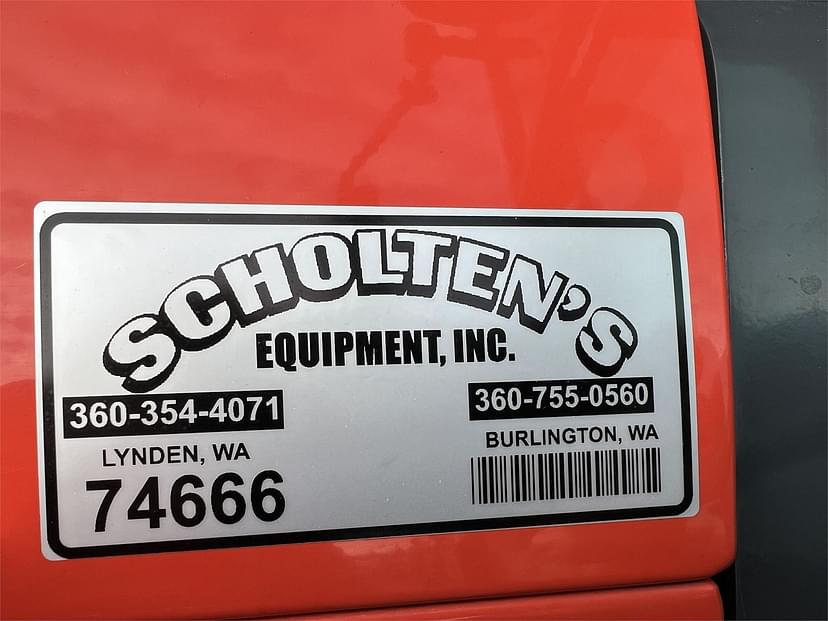 SCHOLTEN'S
EQUIPMENT, INC.
360-354-4071
LYNDEN, WA
74666
360-755-0560
BURLINGTON, WA